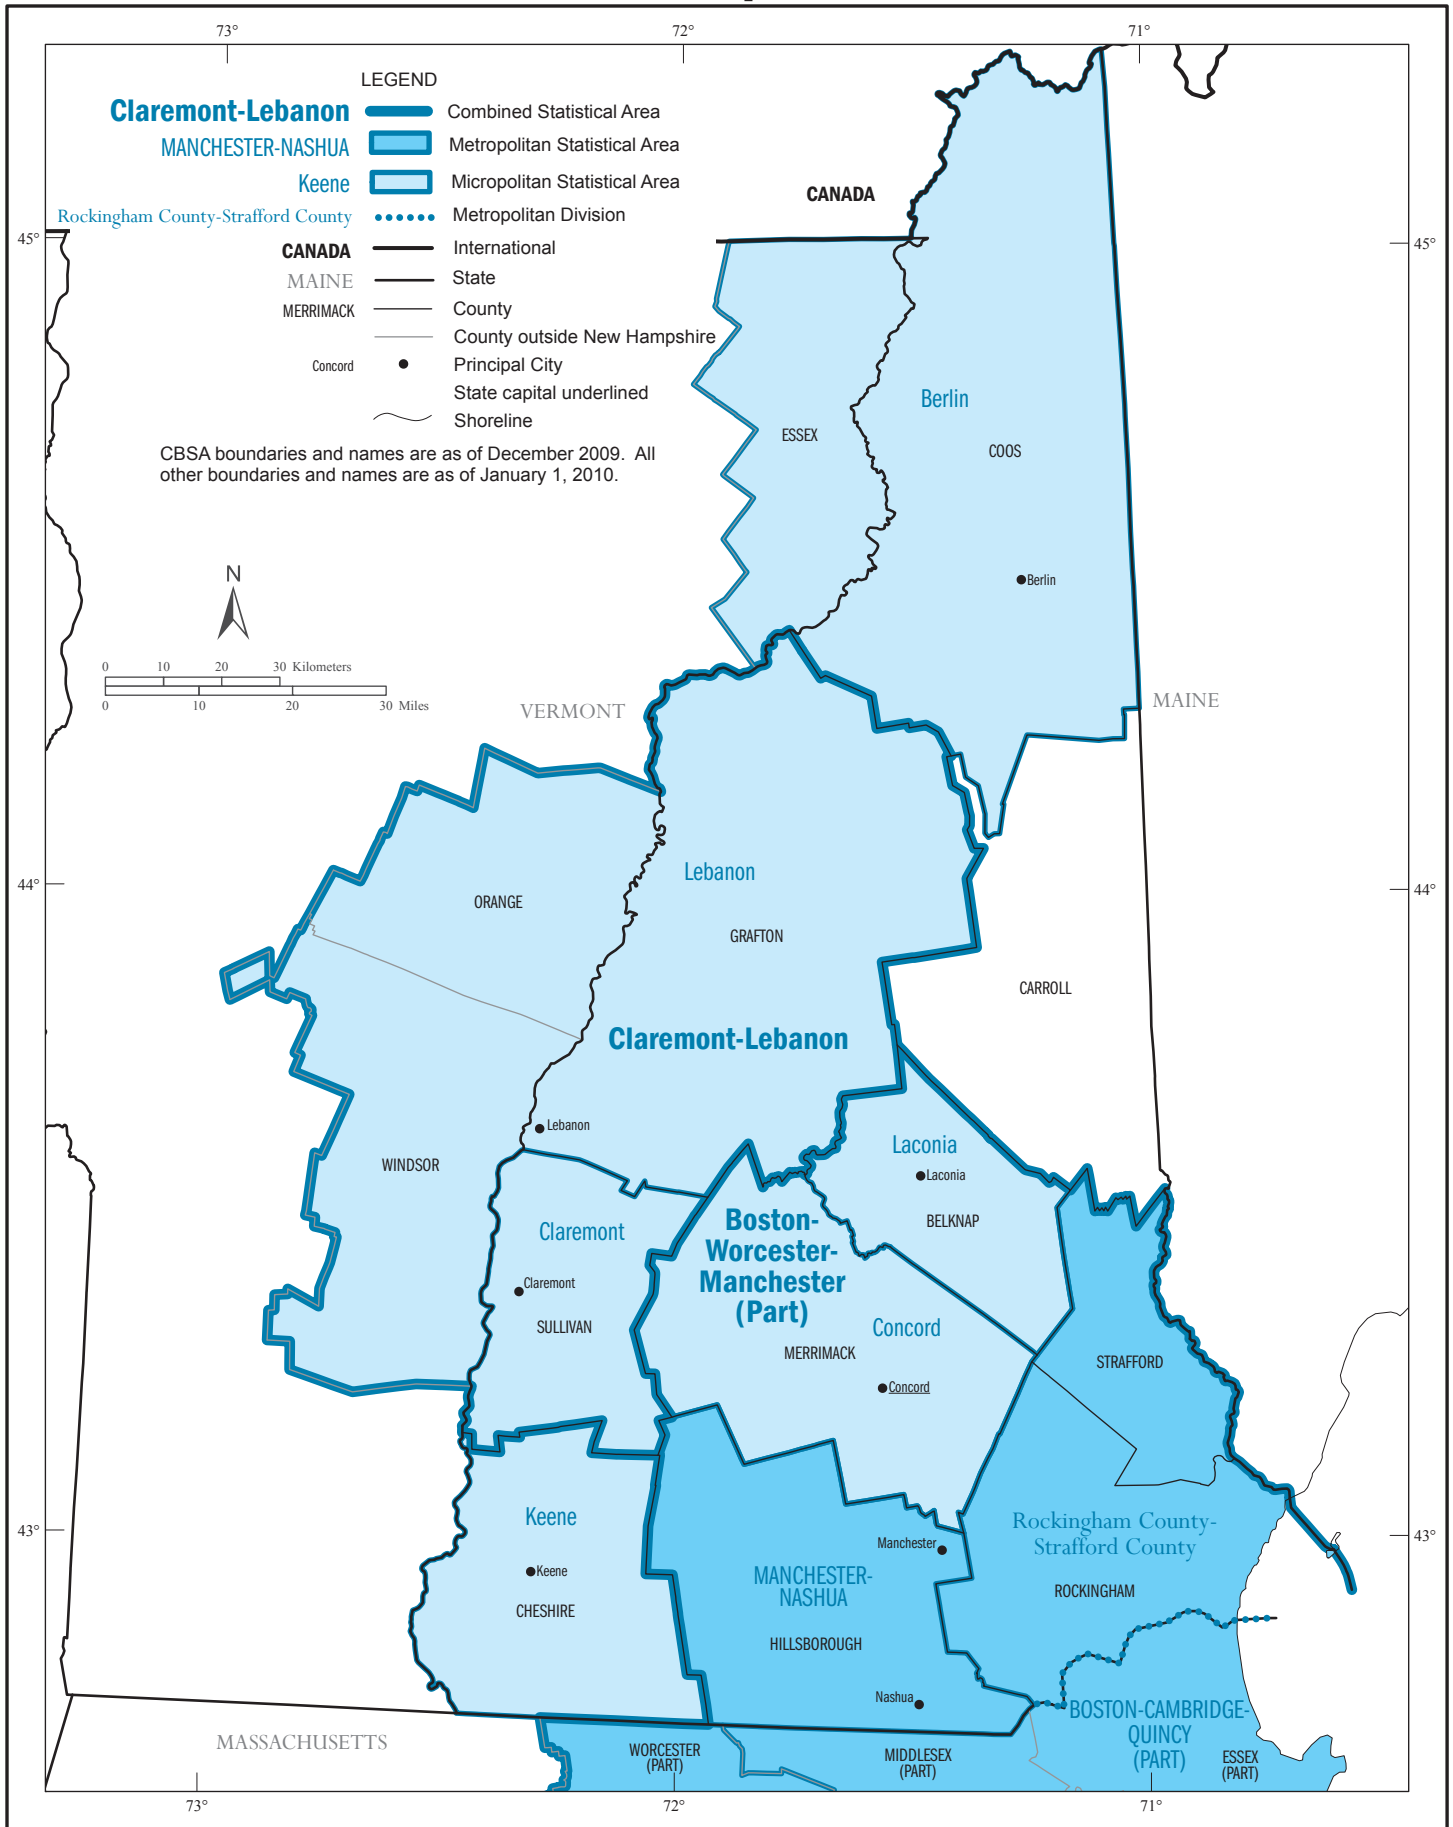 73°
72°
71°
LEGEND
Claremont-Lebanon
Combined Statistical Area
MANCHESTER-NASHUA
Metropolitan Statistical Area
Keene
Micropolitan Statistical Area
Rockingham County-Strafford County
Metropolitan Division
CANADA
International
MAINE
State
MERRIMACK
County
County outside New Hampshire
Concord
Principal City
State capital underlined
Shoreline
CBSA boundaries and names are as of December 2009. All
other boundaries and names are as of January 1, 2010.
CANADA
45°
45°
Berlin
ESSEX
COOS
N
Berlin
0
10
20
30 Kilometers
0
10
20
30 Miles
VERMONT
MAINE
44°
44°
Lebanon
ORANGE
GRAFTON
CARROLL
Claremont-Lebanon
Lebanon
Laconia
WINDSOR
Laconia
BELKNAP
Claremont
Boston-
Worcester-
Manchester
(Part)
Claremont
SULLIVAN
Concord
MERRIMACK
STRAFFORD
Concord
Keene
Rockingham County-
Strafford County
43°
43°
Manchester
Keene
MANCHESTER-
NASHUA
ROCKINGHAM
CHESHIRE
HILLSBOROUGH
Nashua
BOSTON-CAMBRIDGE-
QUINCY
(PART)
MASSACHUSETTS
WORCESTER
(PART)
MIDDLESEX
(PART)
ESSEX
(PART)
73°
72°
71°